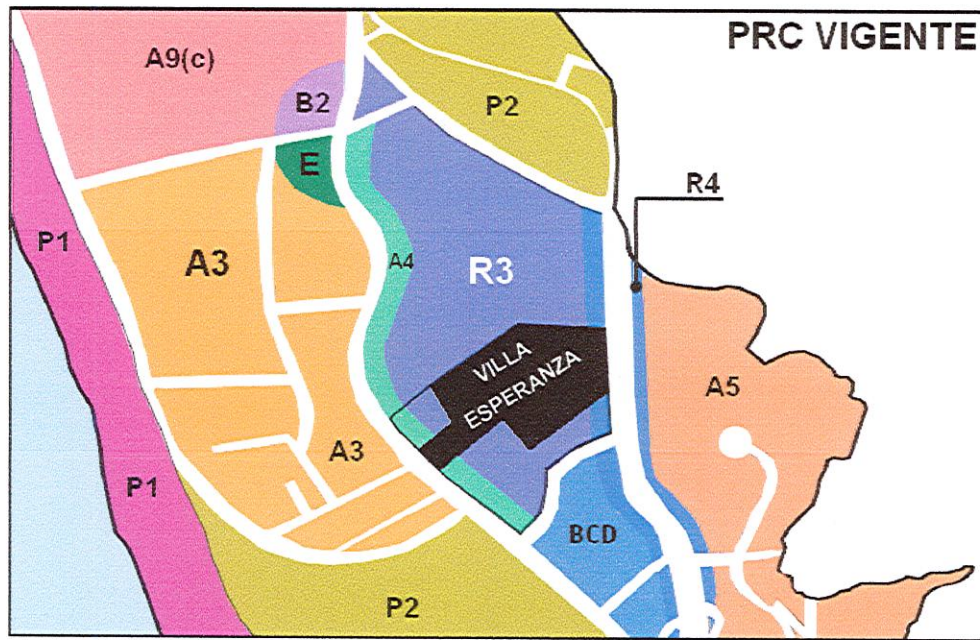 PRC VIGENTE
A9(c)
B2
P2
E
R4
P1
A3
A4
R3
VILLA
ESPERANZA
A5
A3
P1
BCD
P2